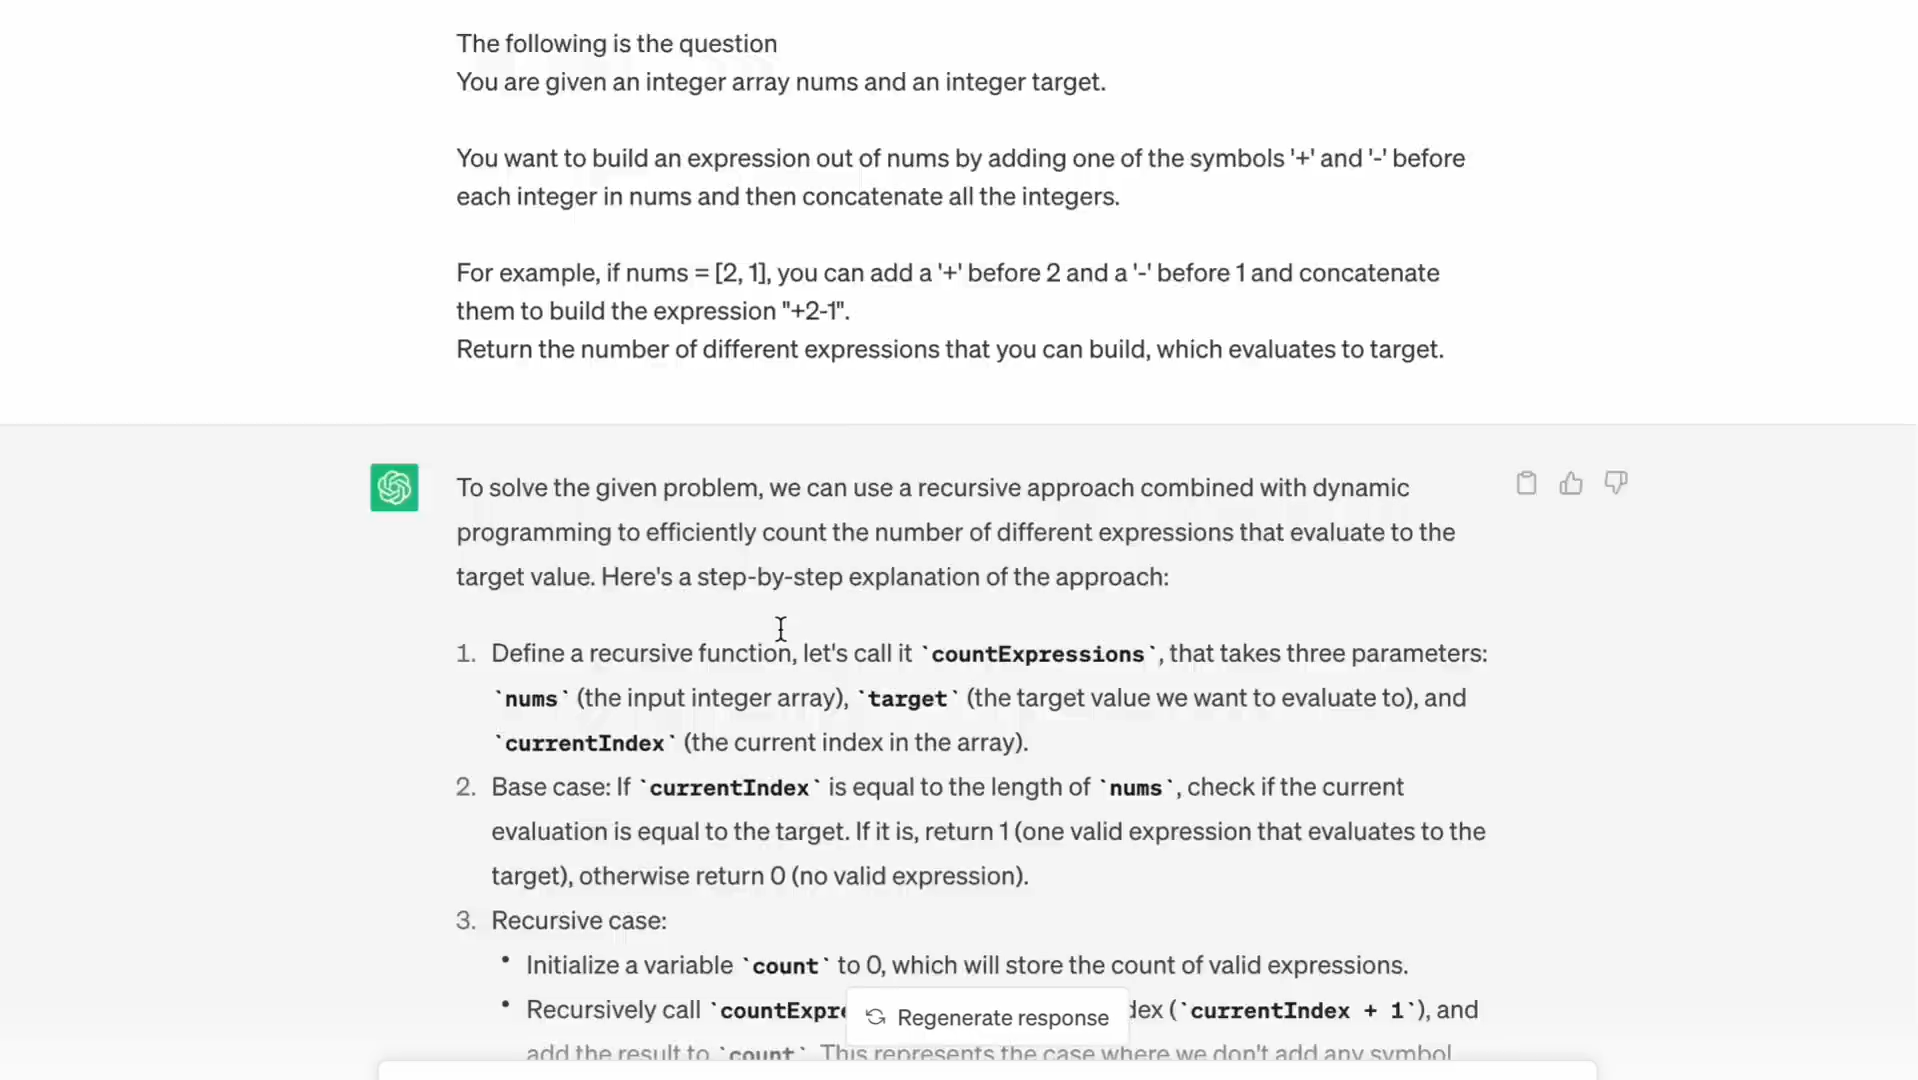 The following is the question
You are given an integer array nums and an integer target.
You want to build an expression out of nums by adding one of the symbols '+' and '-' before
each integer in nums and then concatenate all the integers.
For example, if nums = [2, 1], you can add a '+' before 2 and a '-' before 1 and concatenate
them to build the expression "+2-1".
Return the number of different expressions that you can build, which evaluates to target.
To solve the given problem, we can use a recursive approach combined with dynamic
programming to efficiently count the number of different expressions that evaluate to the
target value. Here's a step-by-step explanation of the approach:
1. Define a recursive function, let's call it `countExpressions`, that takes three parameters:
`nums` (the input integer array), `target` (the target value we want to evaluate to), and
`currentIndex` (the current index in the array).
2. Base case: If `currentIndex` is equal to the length of `nums`, check if the current
evaluation is equal to the target. If it is, return 1 (one valid expression that evaluates to the
target), otherwise return 0 (no valid expression).
3. Recursive case:
• Initialize a variable `count` to 0, which will store the count of valid expressions.
• Recursively call `countExpre dex (`currentIndex + 1`), and
Regenerate response
add the result to `count`. This represents the case where we don't add any symbol